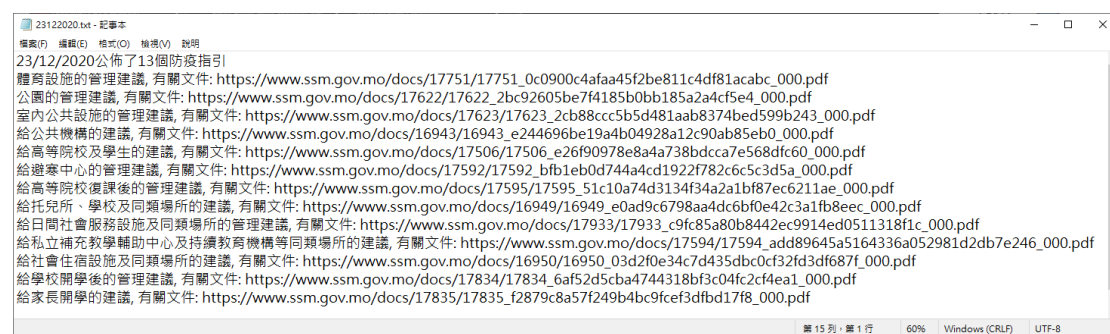 23122020.txt - 記事本
檔案(F) 編輯(E) 格式(O) 檢視(V) 說明
23/12/2020公佈了13個防疫指引
體育設施的管理建議, 有關文件: https://www.ssm.gov.mo/docs/17751/17751_0c0900c4afaa45f2be811c4df81acabc_000.pdf
公園的管理建議, 有關文件: https://www.ssm.gov.mo/docs/17622/17622_2bc92605be7f4185b0bb185a2a4cf5e4_000.pdf
室內公共設施的管理建議, 有關文件: https://www.ssm.gov.mo/docs/17623/17623_2cb88ccc5b5d481aab8374bed599b243_000.pdf
給公共機構的建議, 有關文件: https://www.ssm.gov.mo/docs/16943/16943_e244696be19a4b04928a12c90ab85eb0_000.pdf
給高等院校及學生的建議, 有關文件: https://www.ssm.gov.mo/docs/17506/17506_e26f90978e8a4a738bdcca7e568dfc60_000.pdf
給避寒中心的管理建議, 有關文件: https://www.ssm.gov.mo/docs/17592/17592_bfb1eb0d744a4cd1922f782c6c5c3d5a_000.pdf
給高等院校復課後的管理建議, 有關文件: https://www.ssm.gov.mo/docs/17595/17595_51c10a74d3134f34a2a1bf87ec6211ae_000.pdf
給托兒所、學校及同類場所的建議, 有關文件: https://www.ssm.gov.mo/docs/16949/16949_e0ad9c6798aa4dc6bf0e42c3a1fb8eec_000.pdf
給日間社會服務設施及同類場所的管理建議, 有關文件: https://www.ssm.gov.mo/docs/17933/17933_c9fc85a80b8442ec9914ed0511318f1c_000.pdf
給私立補充教學輔助中心及持續教育機構等同類場所的建議, 有關文件: https://www.ssm.gov.mo/docs/17594/17594_add89645a5164336a052981d2db7e246_000.pdf
給社會住宿設施及同類場所的建議, 有關文件: https://www.ssm.gov.mo/docs/16950/16950_03d2f0e34c7d435dbc0cf32fd3df687f_000.pdf
給學校開學後的管理建議, 有關文件: https://www.ssm.gov.mo/docs/17834/17834_6af52d5cba4744318bf3c04fc2cf4ea1_000.pdf
給家長開學的建議, 有關文件: https://www.ssm.gov.mo/docs/17835/17835_f2879c8a57f249b4bc9fcef3dfbd17f8_000.pdf
第 15 列，第 1 行 60% Windows (CRLF) UTF-8